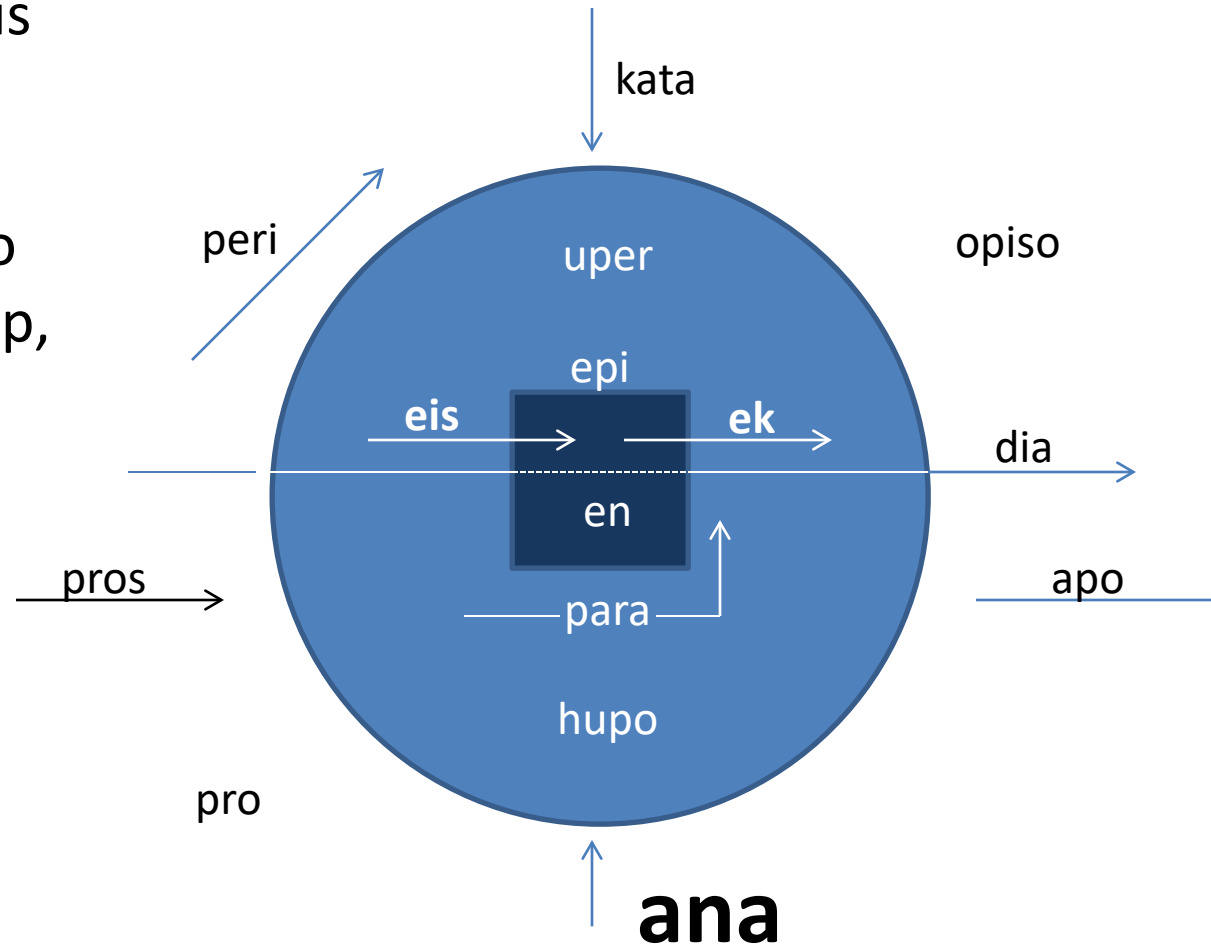 kata
peri
uper
opiso
p,
epi
eis
ek
dia
en
pros
para
apo
hupo
pro
ana